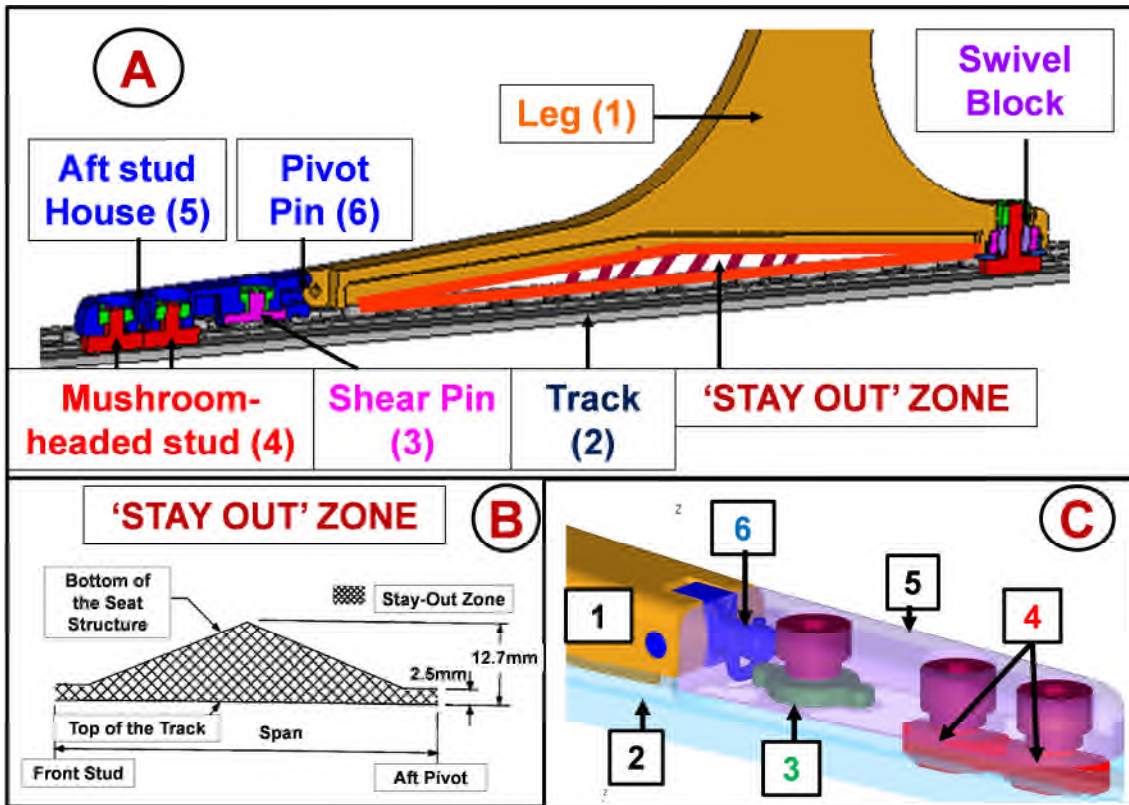 A
Leg (1)
Swivel
Block
Aft stud
House (5)
Pivot
Pin (6)
Mushroom-
headed stud (4)
Shear Pin
(3)
Track
(2)
'STAY OUT' ZONE
'STAY OUT' ZONE
B
Bottom of
the Seat
Structure
Stay-Out Zone
12.7mm
2.5mm
Top of the Track
Span
Front Stud
Aft Pivot
C
z
6
5
1
4
2
3
z